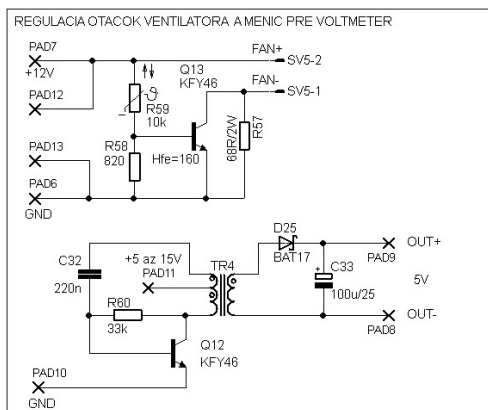 REGULACIA OTACOK VENTILATORA A MENIC PRE VOLTMETER
PAD7
+12V
FAN+
SV5-2
Q13
KFY46
FAN-
SV5-1
PAD12
ϑ
R59
10k
PAD13
R58
820
Hfe=160
68R/2W
R57
PAD6
GND
D25
BAT17
OUT+
PAD9
C32
220n
+5 az 15V
PAD11
TR4
+
C33
100u/25
5V
R60
33k
OUT-
PAD8
Q12
KFY46
PAD10
GND